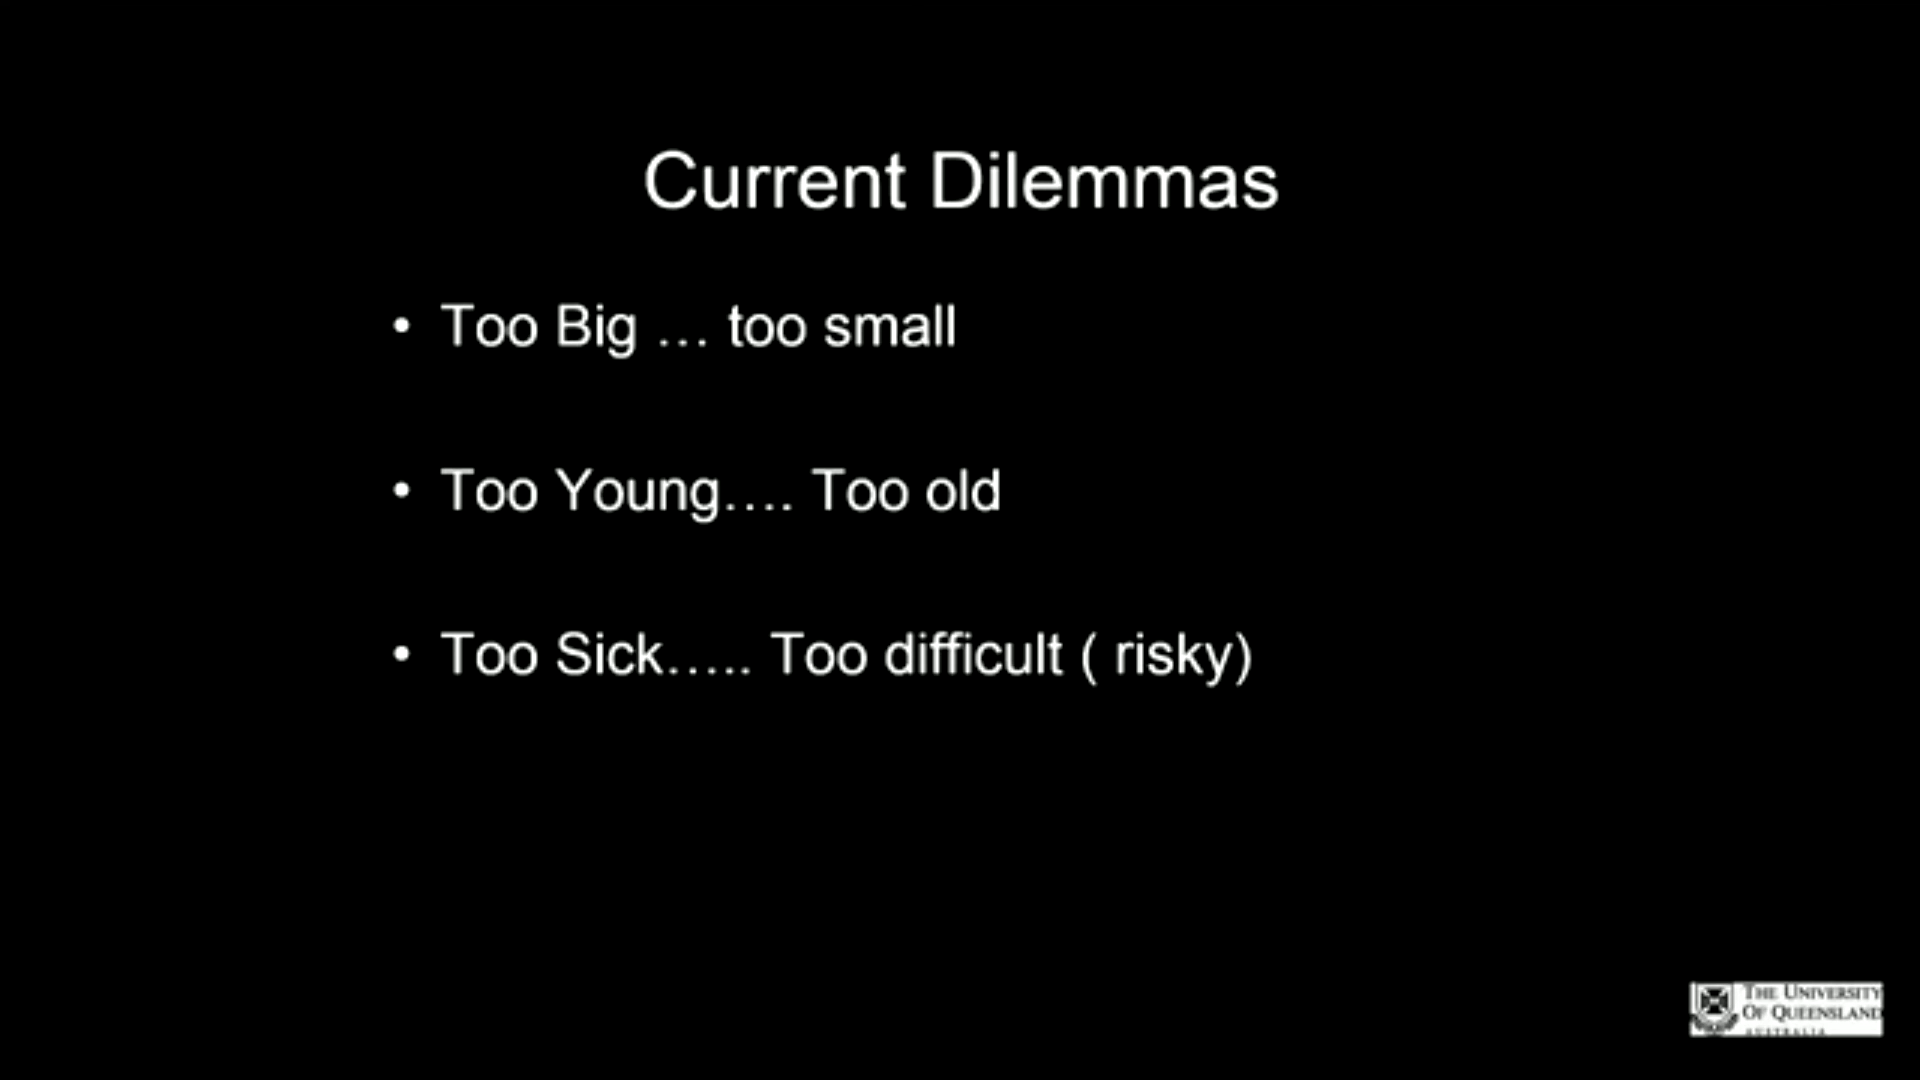 Current Dilemmas
• Too Big … too small
• Too Young…. Too old
• Too Sick….. Too difficult ( risky)
THE UNIVERSITY
OF QUEENSLAND
AUSTRALIA